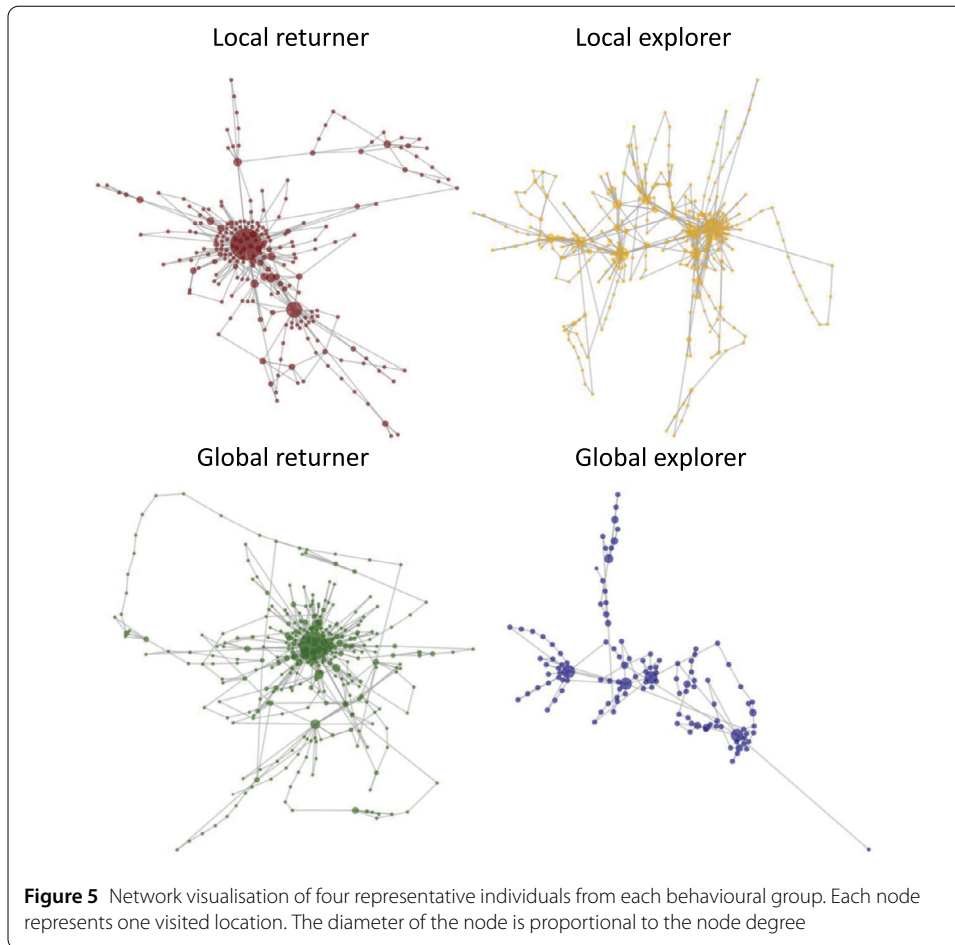 Local returner
Local explorer
Global returner
Global explorer
Figure 5 Network visualisation of four representative individuals from each behavioural group. Each node
represents one visited location. The diameter of the node is proportional to the node degree